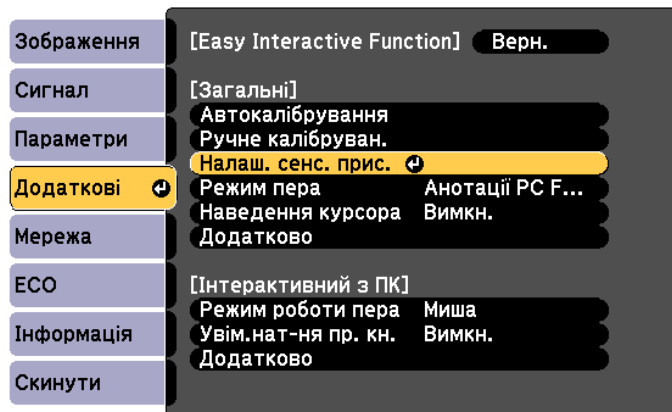 Зображення
Сигнал
Параметри
Додаткові
Мережа
ECO
Інформація
Скинути
[Easy Interactive Function] Верн.
[Загальні]
Автокалібрування
Ручне калібруван.
Налаш. сенс. прис.
Режим пера Анотації PC F...
Наведення курсора Вимкн.
Додатково
[Інтерактивний з ПК]
Режим роботи пера Миша
Увім.нат-ня пр. кн. Вимкн.
Додатково